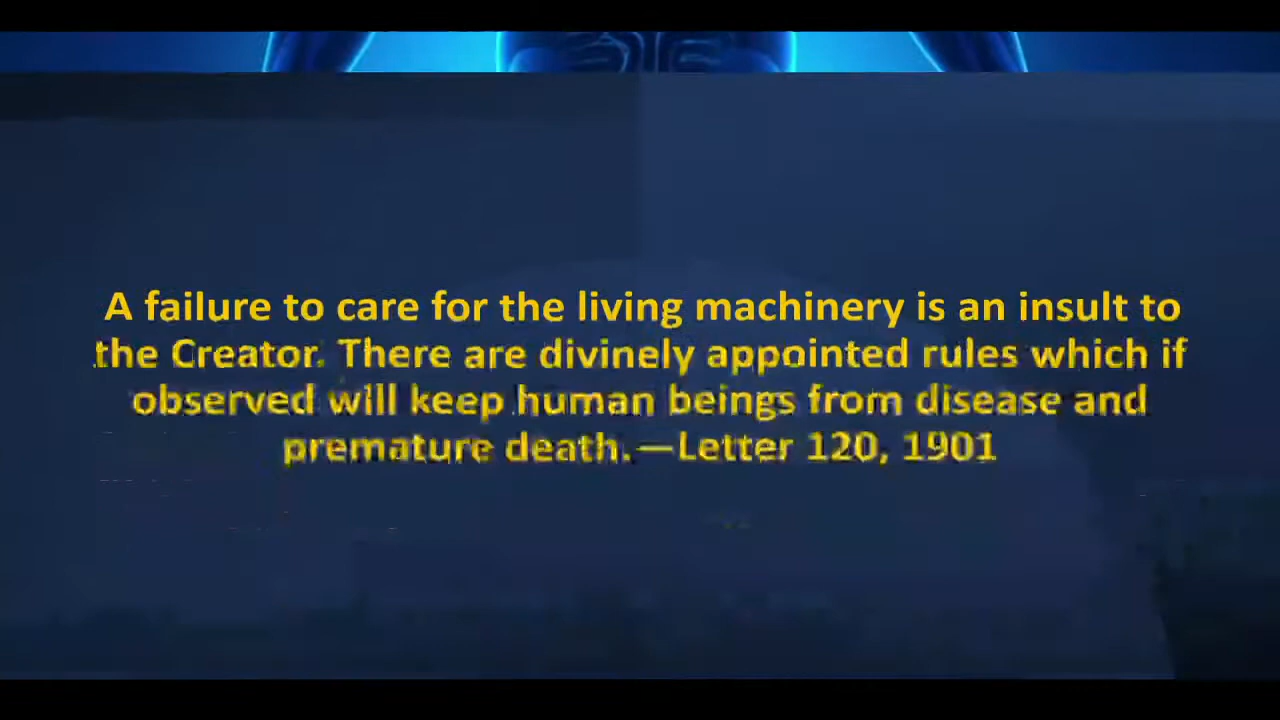 A failure to care for the living machinery is an insult to
the Creator. There are divinely appointed rules which if
observed will keep human beings from disease and
premature death.—Letter 120, 1901